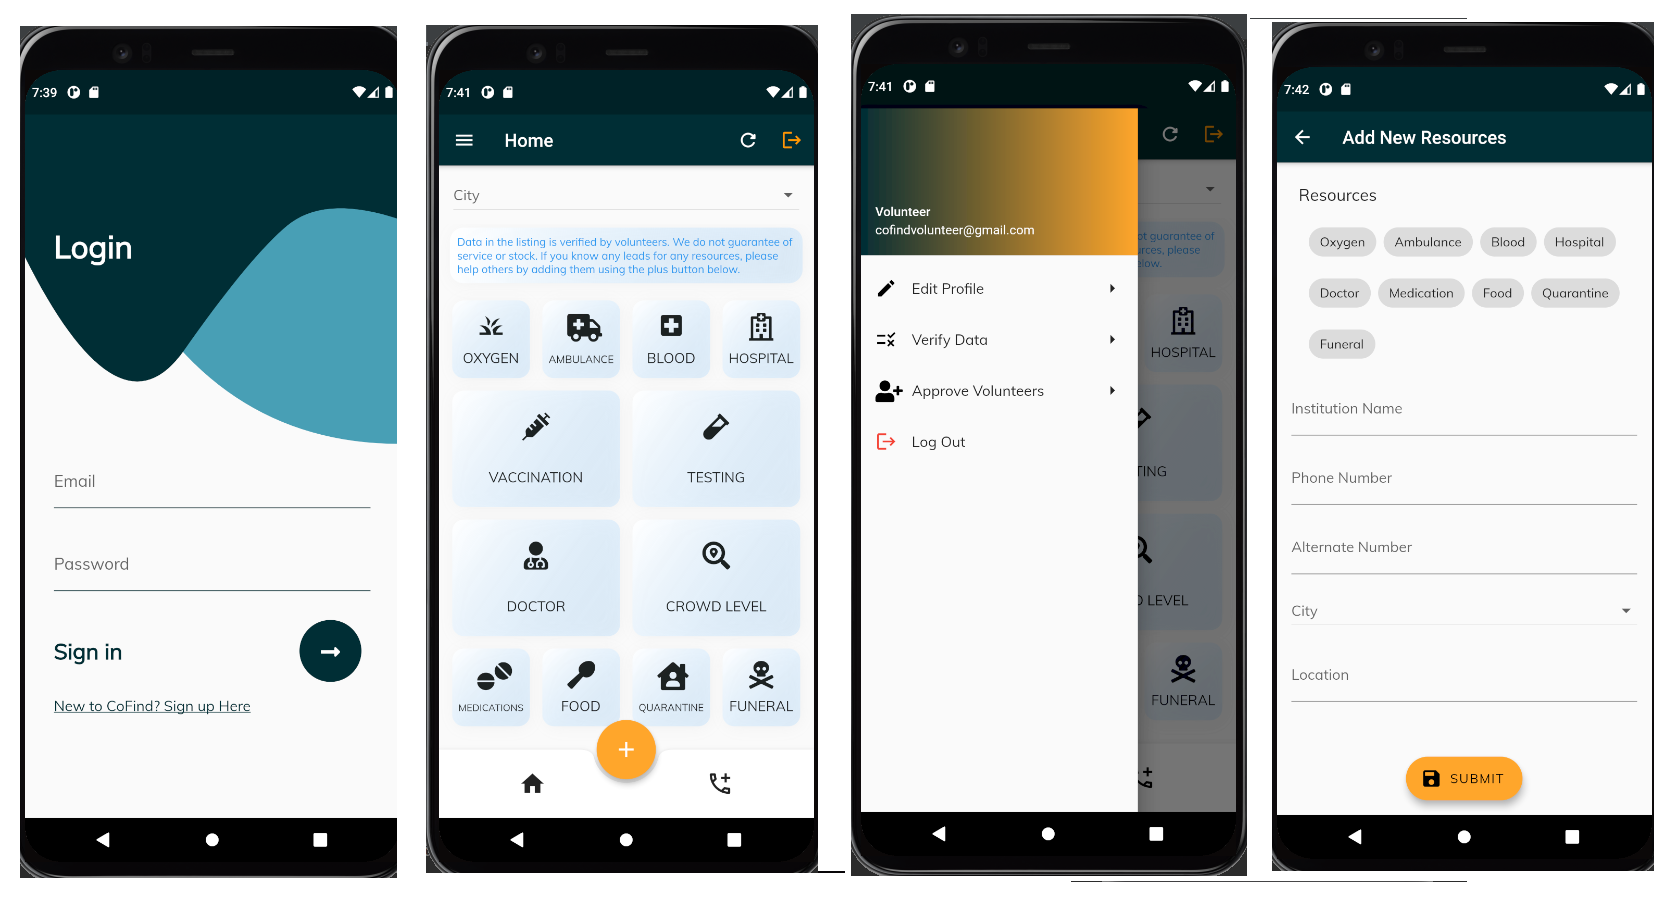 7:39
Login
Email
Password
Sign in
New to CoFind? Sign up Here
7:41
Home
City
Data in the listing is verified by volunteers. We do not guarantee of
service or stock. If you know any leads for any resources, please
help others by adding them using the plus button below.
OXYGEN
AMBULANCE
BLOOD
HOSPITAL
VACCINATION
TESTING
DOCTOR
CROWD LEVEL
MEDICATIONS
FOOD
QUARANTINE
FUNERAL
7:41
Volunteer
cofindvolunteer@gmail.com
Edit Profile
Verify Data
Approve Volunteers
Log Out
ot guarantee of
urces, please
elow.
HOSPITAL
TING
D LEVEL
FUNERAL
7:42
Add New Resources
Resources
Oxygen
Ambulance
Blood
Hospital
Doctor
Medication
Food
Quarantine
Funeral
Institution Name
Phone Number
Alternate Number
City
Location
SUBMIT